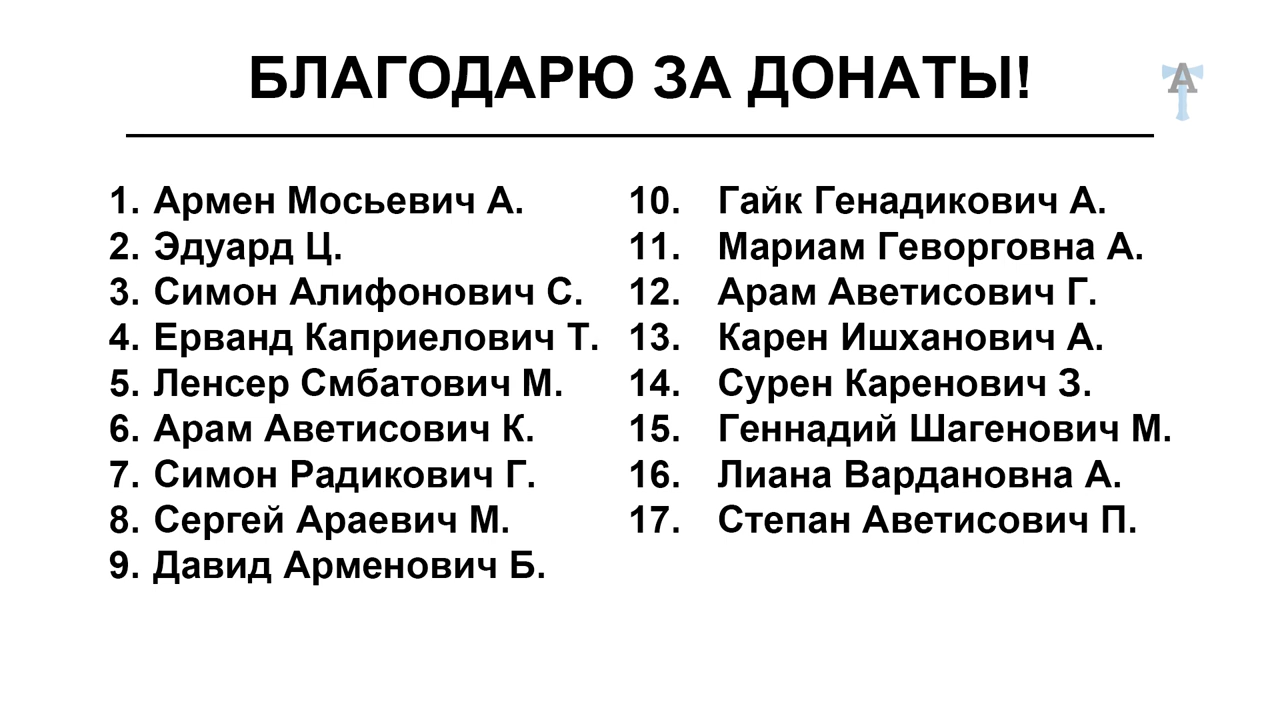 БЛАГОДАРЮ ЗА ДОНАТЫ!
А
1. Армен Мосьевич А.
2. Эдуард Ц.
3. Симон Алифонович С.
4. Ерванд Каприелович Т.
5. Ленсер Смбатович М.
6. Арам Аветисович К.
7. Симон Радикович Г.
8. Сергей Араевич М.
9. Давид Арменович Б.
10. Гайк Генадикович А.
11. Мариам Геворговна А.
12. Арам Аветисович Г.
13. Карен Ишханович А.
14. Сурен Каренович З.
15. Геннадий Шагенович М.
16. Лиана Вардановна А.
17. Степан Аветисович П.